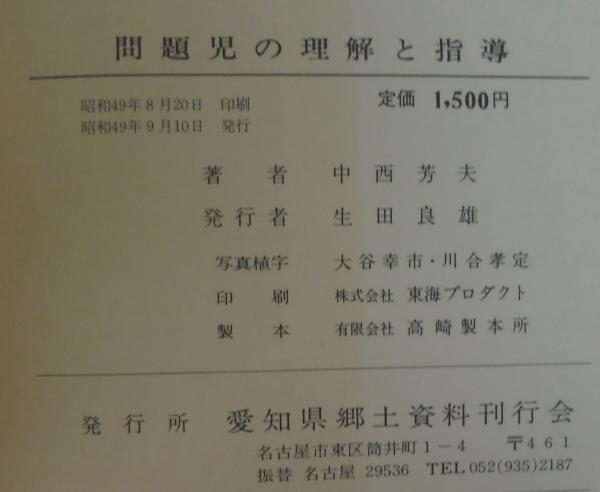 問題児の理解と指導
昭和49年8月20日 印刷 定価 1,500円
昭和49年9月10日 発行
著者 中西芳夫
発行者 生田良雄
写真植字 大谷幸市・川合孝定
印刷 株式会社 東海プロダクト
製本 有限会社 高崎製本所
発行所 愛知県郷土資料刊行会
名古屋市東区筒井町1-4 〒461
振替 名古屋 29536 TEL052(935)2187